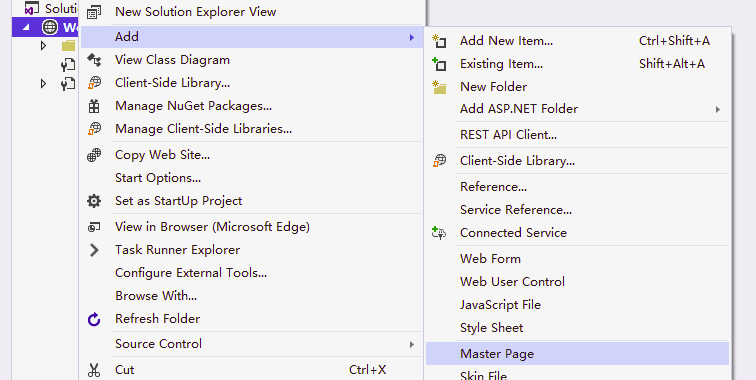 Solutio
New Solution Explorer View
We
Add
View Class Diagram
Client-Side Library...
Manage NuGet Packages...
Manage Client-Side Libraries...
Copy Web Site...
Start Options...
Set as StartUp Project
View in Browser (Microsoft Edge)
Task Runner Explorer
Configure External Tools...
Browse With...
Refresh Folder
Source Control
Cut Ctrl+X
Add New Item... Ctrl+Shift+A
Existing Item... Shift+Alt+A
New Folder
Add ASP.NET Folder
REST API Client...
Client-Side Library...
Reference...
Service Reference...
Connected Service
Web Form
Web User Control
JavaScript File
Style Sheet
Master Page
Skin File